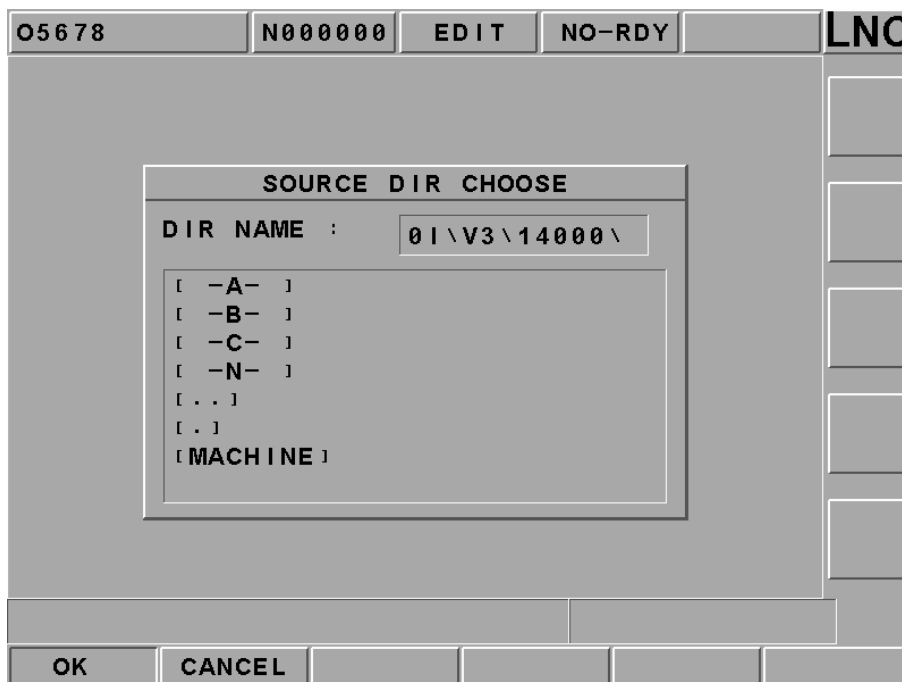 O5678 N000000 EDIT NO-RDY LNC
SOURCE DIR CHOOSE
DIR NAME : 0I\V3\14000\
[ -A- ]
[ -B- ]
[ -C- ]
[ -N- ]
[..]
[.]
[MACHINE]
OK CANCEL